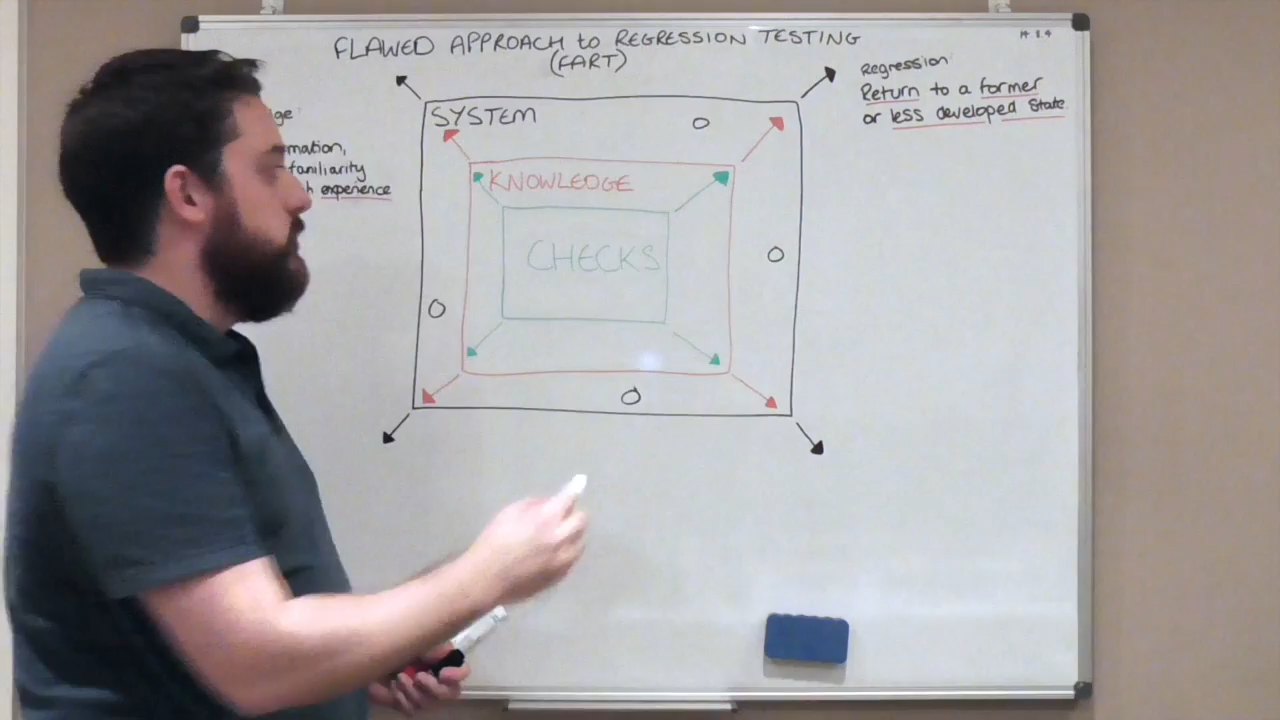 FLAWED APPROACH to REGRESSION TESTING
(FART)
Regression
Return to a former
or less developed State
SYSTEM
KNOWLEDGE
CHECKS
familiarity
experience